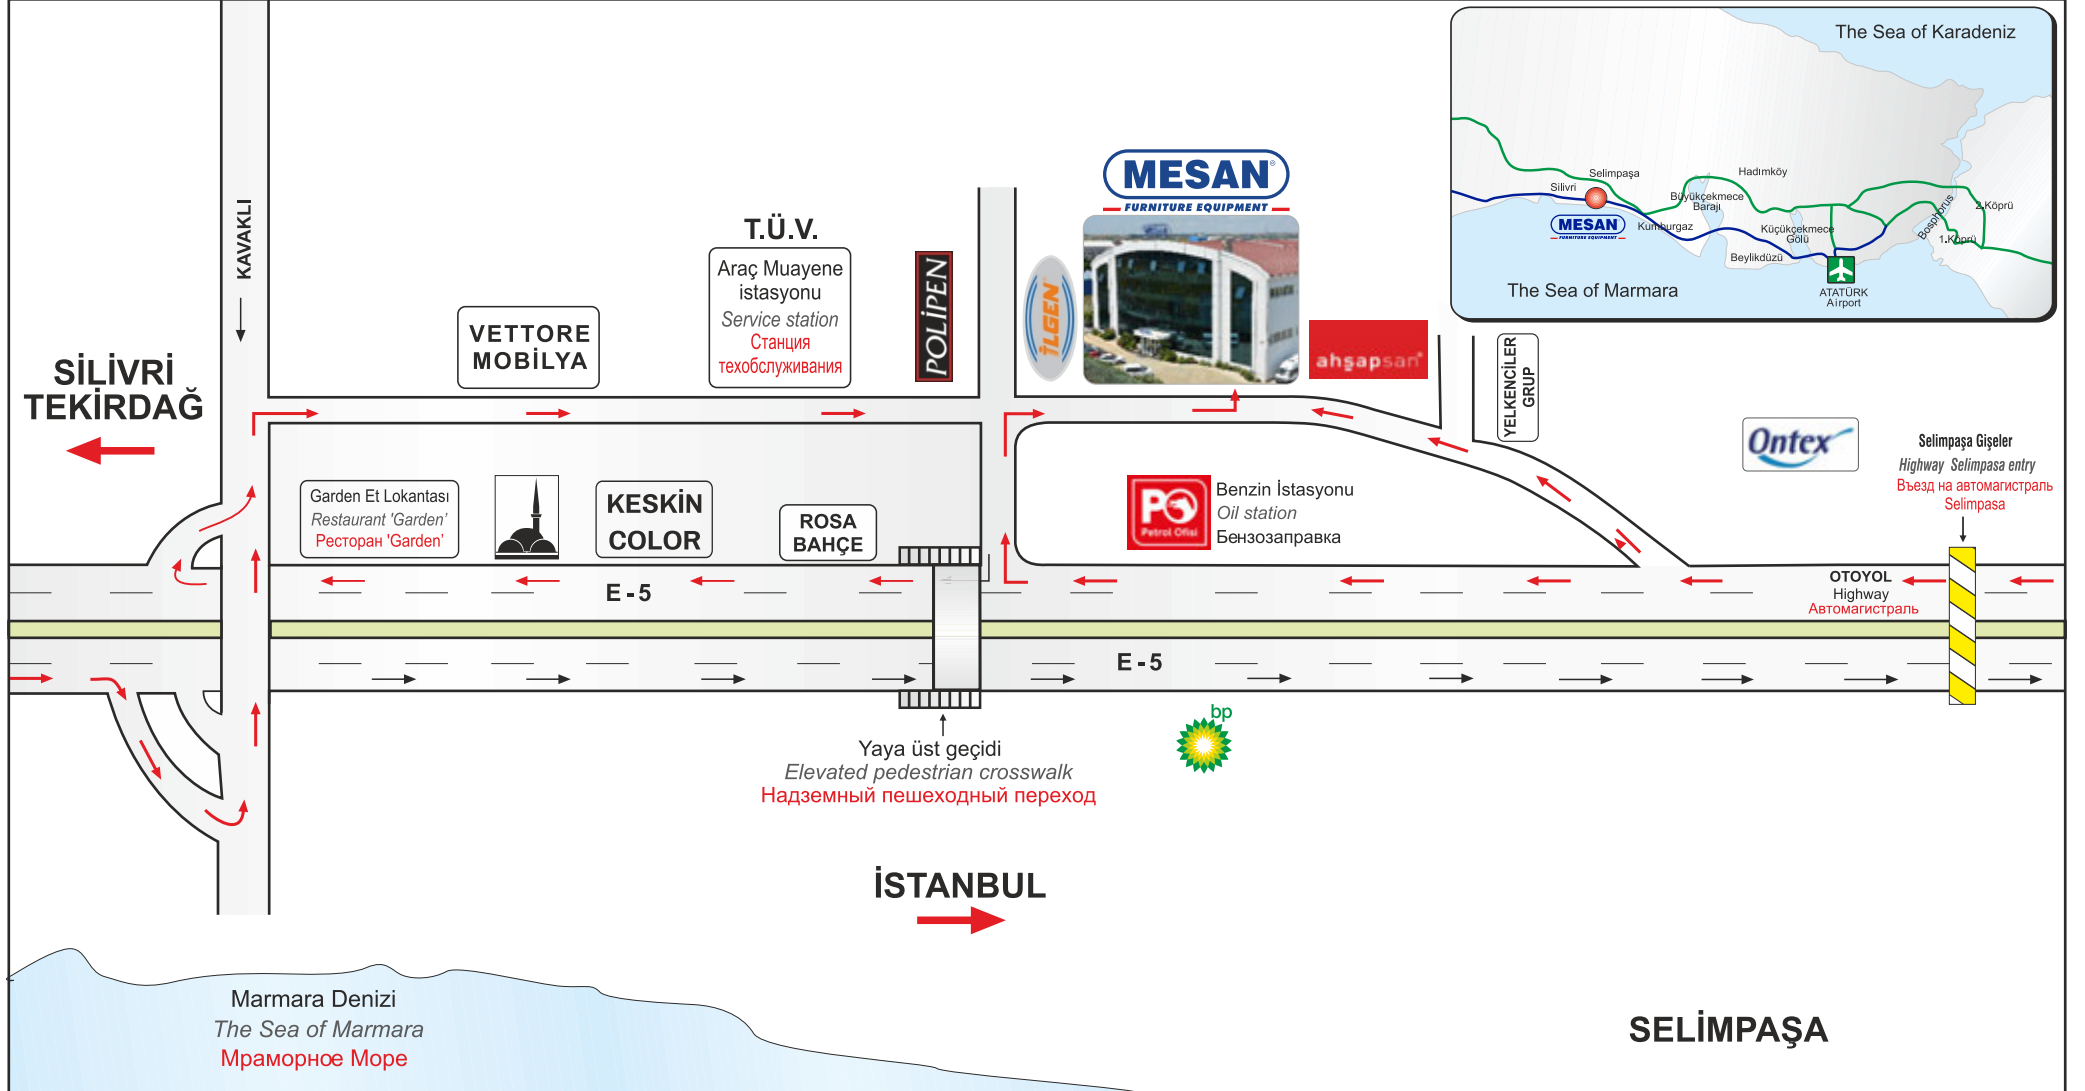 The Sea of Karadeniz
Selimpaşa
Hadımköy
Silivri
Büyükçekmece
Barajı
2.Köprü
Bosphorus
MESAN
FURNITURE EQUIPMENT
Kumburgaz
Küçükçekmece
Gölü
1.Köprü
Beylikdüzü
The Sea of Marmara
ATATÜRK
Airport
MESAN®
FURNITURE EQUIPMENT
KAVAKLI
T.Ü.V.
Araç Muayene
istasyonu
Service station
Станция
техобслуживания
POLİPEN
İLGEN
ahşapsan
VETTORE
MOBİLYA
YELKENCİLER
GRUP
SİLİVRİ
TEKİRDAĞ
Ontex
Selimpaşa Gişeler
Highway Selimpasa entry
Въезд на автомагистраль
Selimpasa
Garden Et Lokantası
Restaurant 'Garden'
Ресторан 'Garden'
KESKİN
COLOR
ROSA
BAHÇE
PO
Petrol Ofisi
Benzin İstasyonu
Oil station
Бензозаправка
E - 5
OTOYOL
Highway
Автомагистраль
E - 5
bp
Yaya üst geçidi
Elevated pedestrian crosswalk
Надземный пешеходный переход
İSTANBUL
Marmara Denizi
The Sea of Marmara
Мраморное Море
SELİMPAŞA